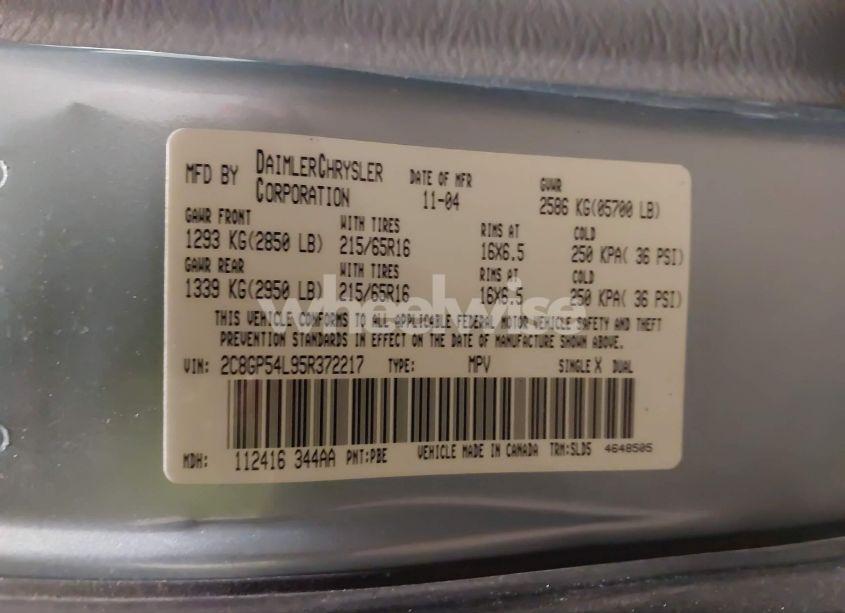 MFD BY DAIMLERCHRYSLER CORPORATION DATE OF MFR 11-04 GVWR 2586 KG(05700 LB)
GAWR FRONT WITH TIRES RIMS AT COLD
1293 KG(2850 LB) 215/65R16 16X6.5 250 KPA( 36 PSI)
GAWR REAR WITH TIRES RIMS AT COLD
1339 KG(2950 LB) 215/65R16 16X6.5 250 KPA( 36 PSI)
wheelwise
THIS VEHICLE CONFORMS TO ALL APPLICABLE FEDERAL MOTOR VEHICLE SAFETY AND THEFT
PREVENTION STANDARDS IN EFFECT ON THE DATE OF MANUFACTURE SHOWN ABOVE.
VIN: 2C8GP54L95R372217 TYPE: MPV SINGLE X DUAL
MDH: 112416 344AA PNT:PBE VEHICLE MADE IN CANADA TRM:SLD5 4648505